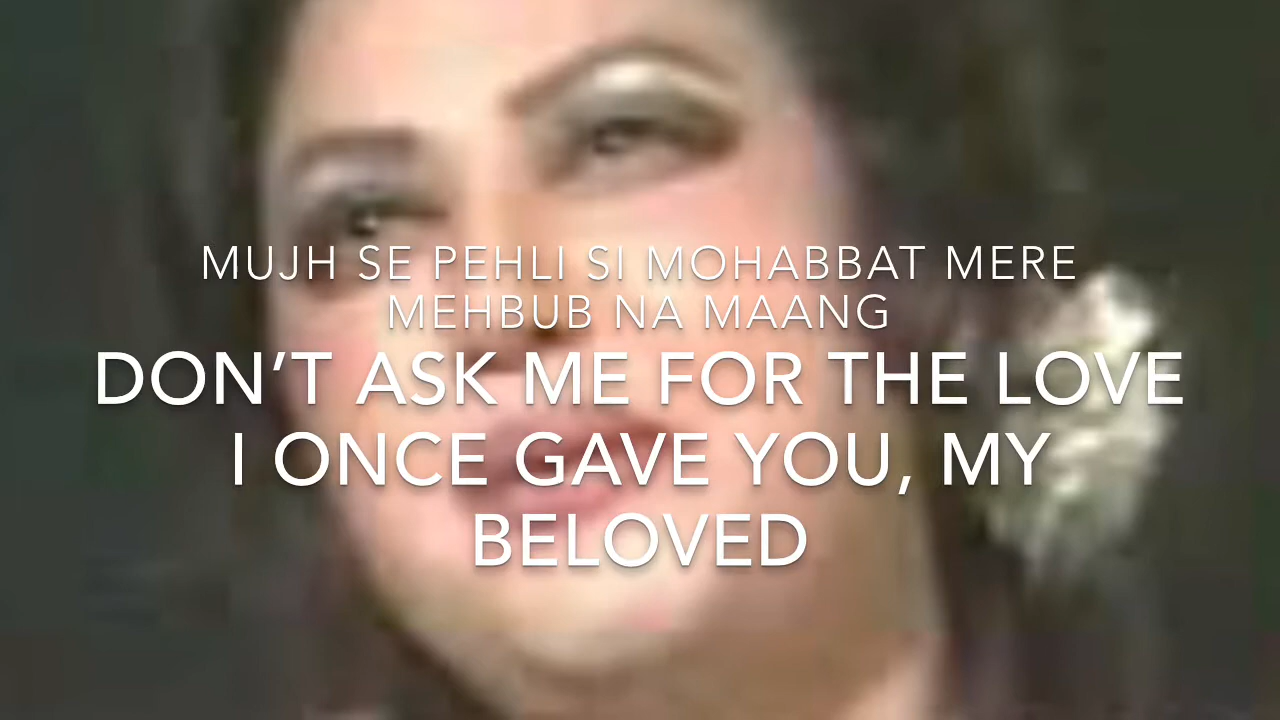 MUJH SE PEHLI SI MOHABBAT MERE
MEHBUB NA MAANG
DON’T ASK ME FOR THE LOVE
I ONCE GAVE YOU, MY
BELOVED